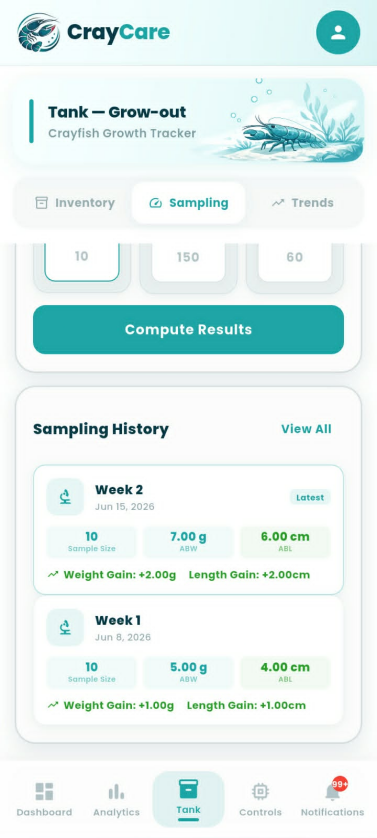 CrayCare
Tank — Grow-out
Crayfish Growth Tracker
Inventory Sampling Trends
10 150 60
Compute Results
Sampling History View All
Week 2
Jun 15, 2026
Latest
10 7.00 g 6.00 cm
Sample Size ABW ABL
Weight Gain: +2.00g Length Gain: +2.00cm
Week 1
Jun 8, 2026
10 5.00 g 4.00 cm
Sample Size ABW ABL
Weight Gain: +1.00g Length Gain: +1.00cm
99+
Dashboard Analytics Tank Controls Notifications